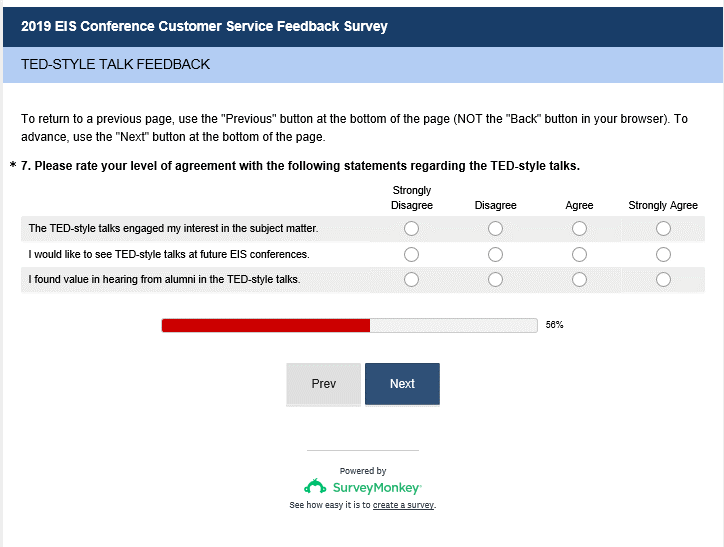 2019 EIS Conference Customer Service Feedback Survey
TED-STYLE TALK FEEDBACK
To return to a previous page, use the "Previous" button at the bottom of the page (NOT the "Back" button in your browser). To
advance, use the "Next" button at the bottom of the page.
* 7. Please rate your level of agreement with the following statements regarding the TED-style talks.
Strongly
Disagree Disagree Agree Strongly Agree
The TED-style talks engaged my interest in the subject matter.
I would like to see TED-style talks at future EIS conferences.
I found value in hearing from alumni in the TED-style talks.
56%
Prev Next
Powered by
SurveyMonkey
See how easy it is to create a survey.